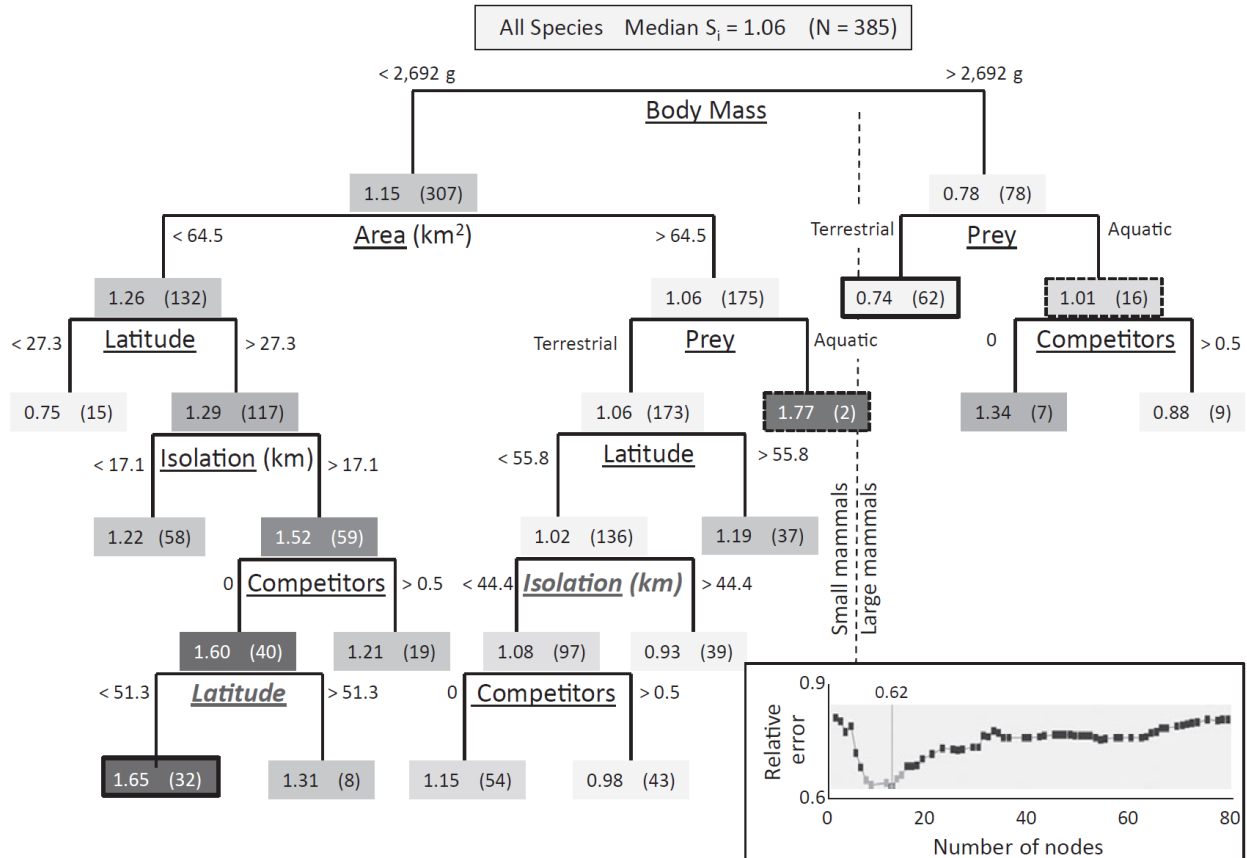 All Species Median Si = 1.06 (N = 385)
< 2,692 g > 2,692 g
Body Mass
1.15 (307) 0.78 (78)
< 64.5 Area (km²) > 64.5 Terrestrial Prey Aquatic
1.26 (132) 1.06 (175) 0.74 (62) 1.01 (16)
< 27.3 Latitude > 27.3 Terrestrial Prey Aquatic 0 Competitors > 0.5
0.75 (15) 1.29 (117) 1.06 (173) 1.77 (2) 1.34 (7) 0.88 (9)
< 17.1 Isolation (km) > 17.1 < 55.8 Latitude > 55.8
1.22 (58) 1.52 (59) 1.02 (136) 1.19 (37)
Small mammals
Large mammals
0 Competitors > 0.5 < 44.4 Isolation (km) > 44.4
1.60 (40) 1.21 (19) 1.08 (97) 0.93 (39)
< 51.3 Latitude > 51.3 0 Competitors > 0.5
1.65 (32) 1.31 (8) 1.15 (54) 0.98 (43)
0.9 0.62
Relative
error
0.6
0 20 40 60 80
Number of nodes